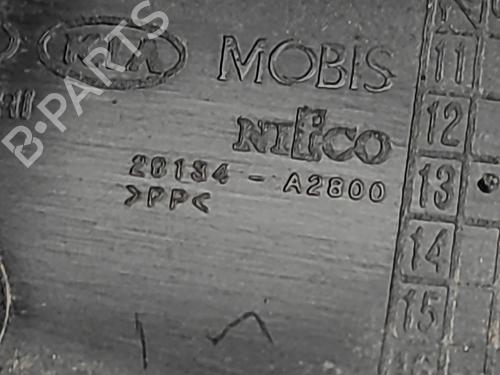 KIA MOBIS 11
NIFCO 12
28134-A2800 13
>PP<
14
15
B-PARTS